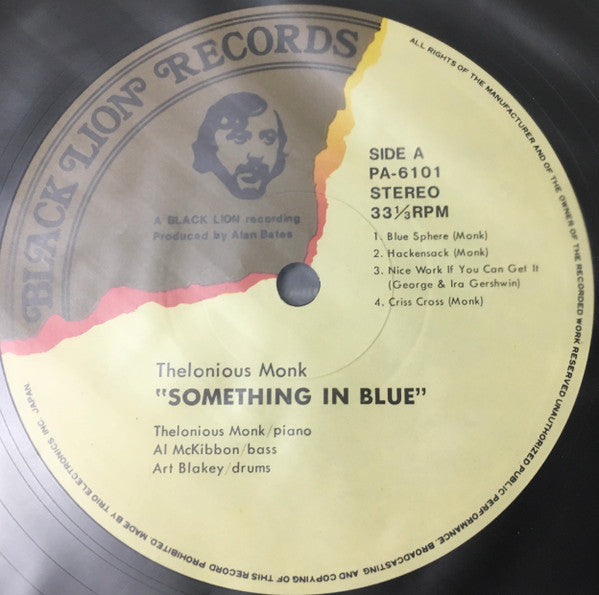 BLACK LION RECORDS
A BLACK LION recording
Produced by Alan Bates
SIDE A
PA-6101
STEREO
33⅓RPM
1. Blue Sphere (Monk)
2. Hackensack (Monk)
3. Nice Work If You Can Get It
(George & Ira Gershwin)
4. Criss Cross (Monk)
Thelonious Monk
"SOMETHING IN BLUE"
Thelonious Monk/piano
Al McKibbon/bass
Art Blakey/drums
ALL RIGHTS OF THE MANUFACTURER AND OF THE OWNER OF THE RECORDED WORK RESERVED UNAUTHORIZED PUBLIC PERFORMANCE, BROADCASTING AND COPYING OF THIS RECORD PROHIBITED. MADE BY TRIO ELECTRONICS INC. JAPAN.